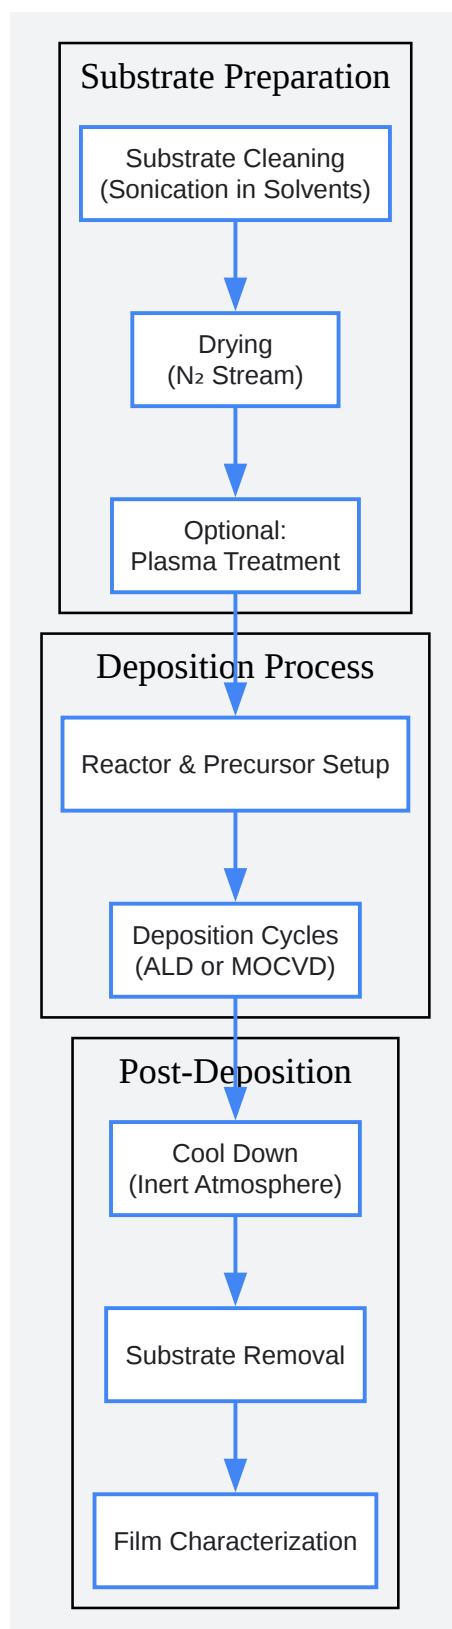 Substrate Preparation
Substrate Cleaning
(Sonication in Solvents)
Drying
(N₂ Stream)
Optional:
Plasma Treatment
Deposition Process
Reactor & Precursor Setup
Deposition Cycles
(ALD or MOCVD)
Post-Deposition
Cool Down
(Inert Atmosphere)
Substrate Removal
Film Characterization